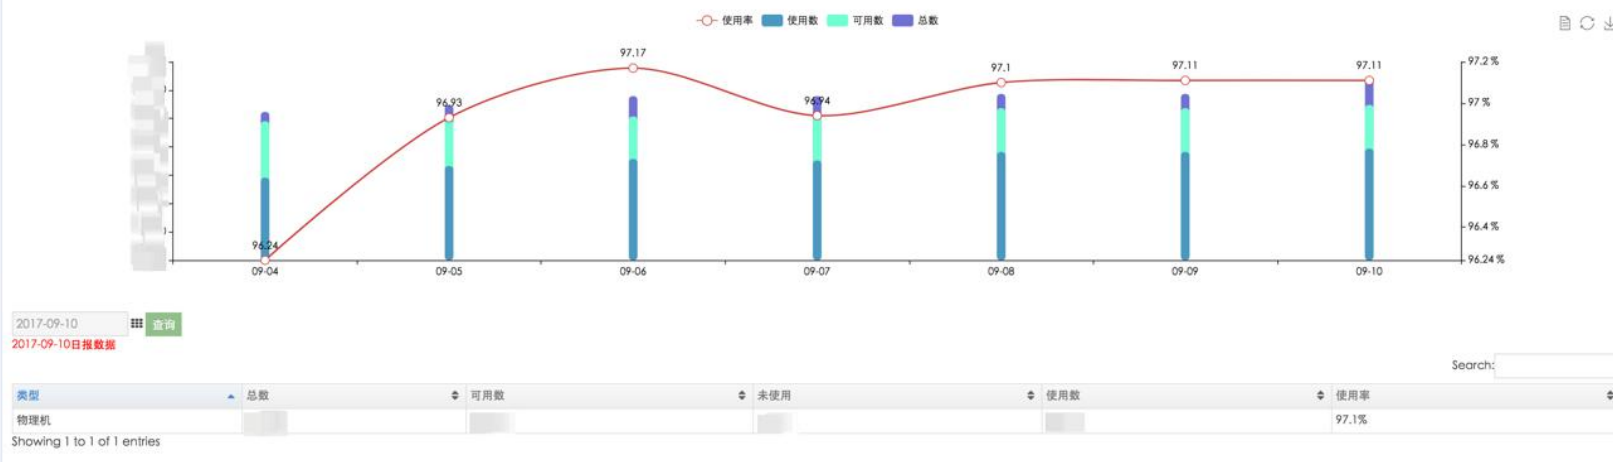 使用率 使用数 可用数 总数
97.17
97.2 %
97.1
97.11
97.11
96.93
96.94
97 %
96.8 %
96.6 %
96.4 %
96.24
96.24 %
09-04 09-05 09-06 09-07 09-08 09-09 09-10
2017-09-10 查询
2017-09-10日报数据
Search:
类型 总数 可用数 未使用 使用数 使用率
物理机 97.1%
Showing 1 to 1 of 1 entries